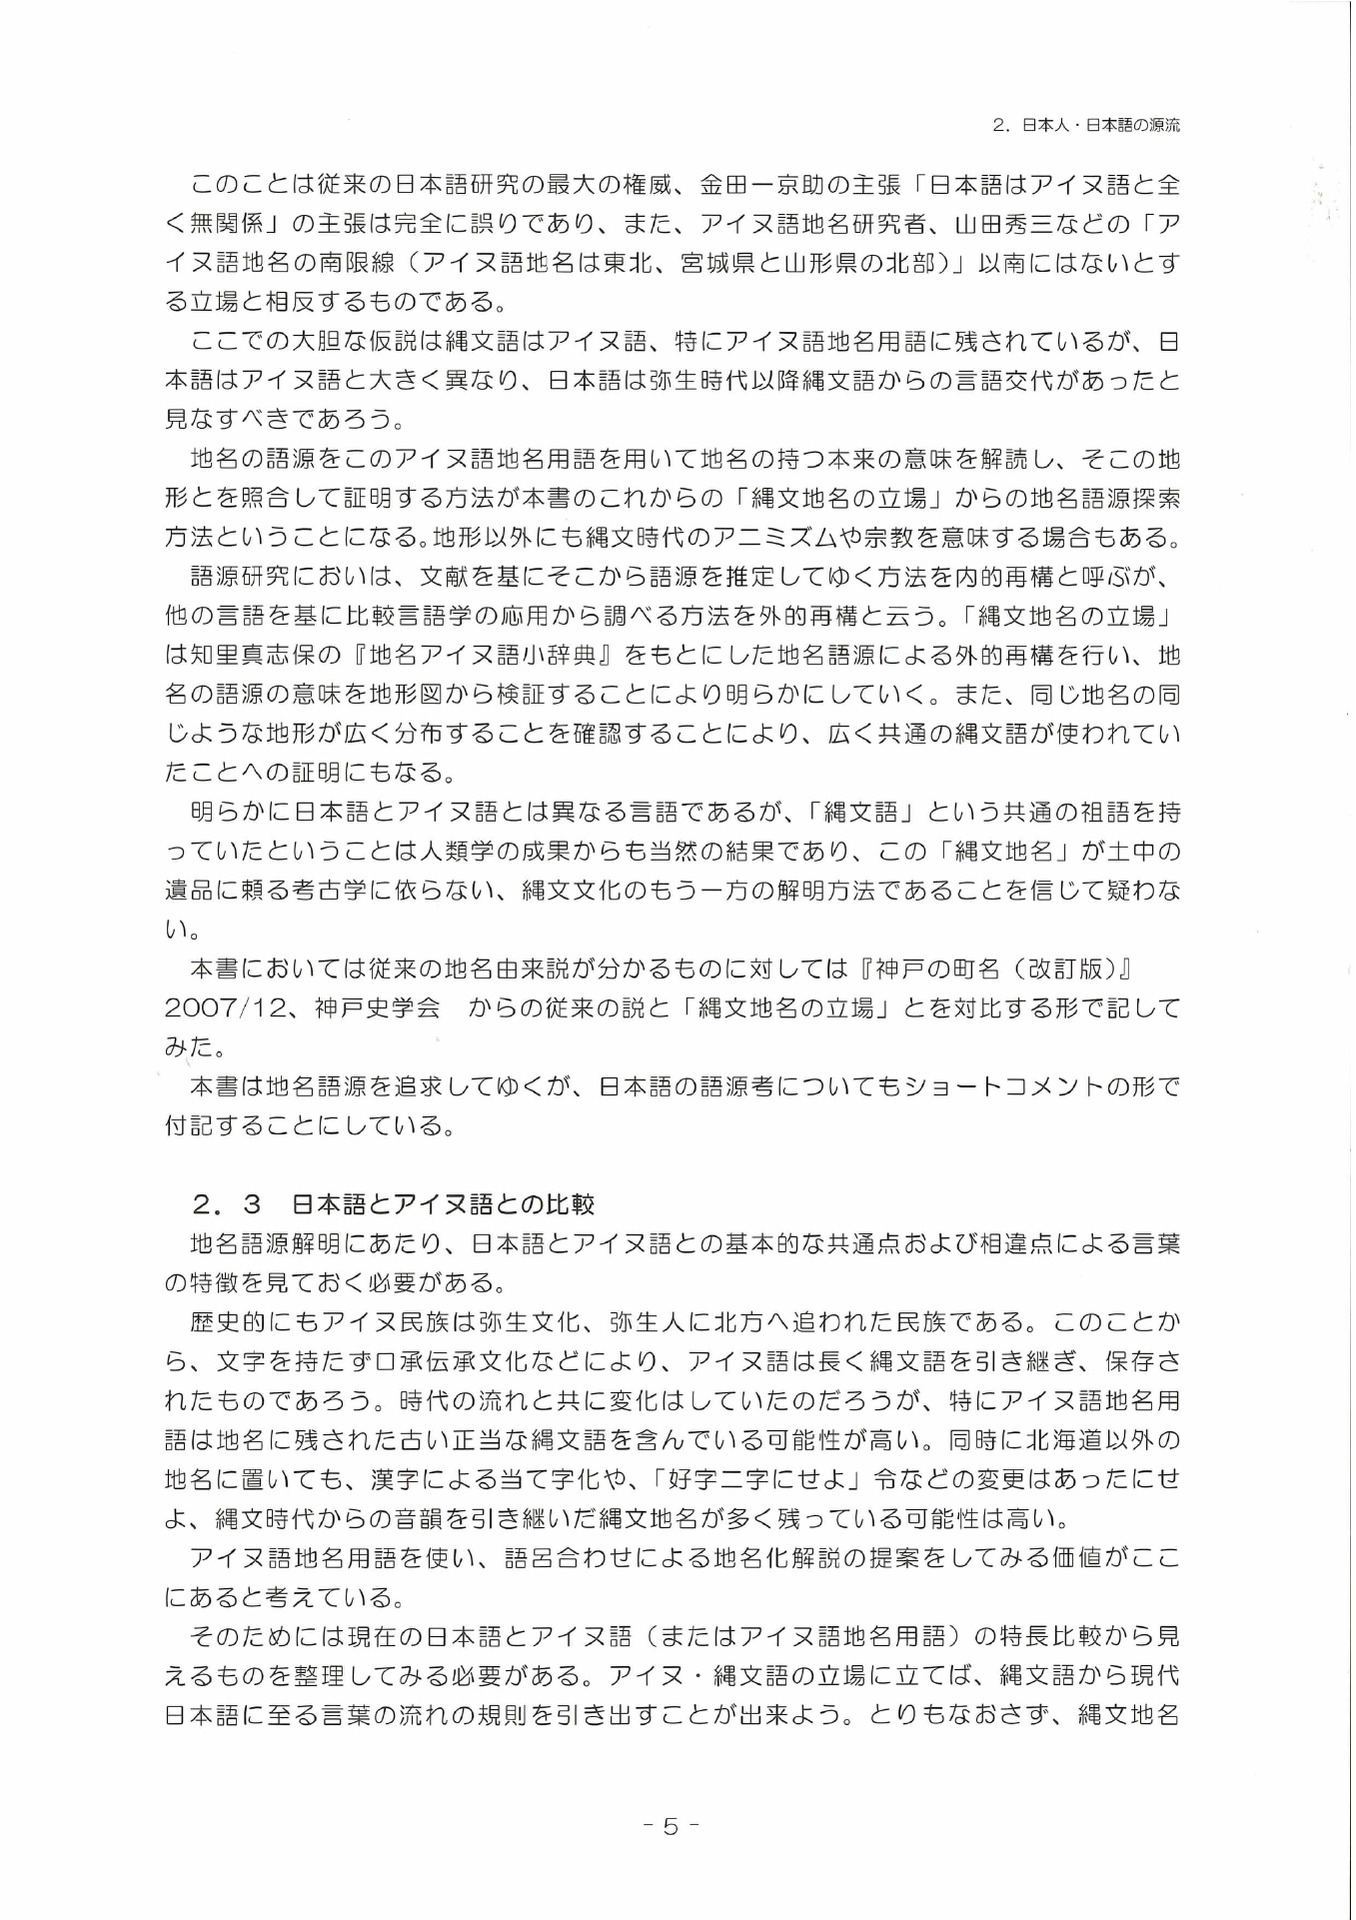 2．日本人・日本語の源流
このことは従来の日本語研究の最大の権威、金田一京助の主張「日本語はアイヌ語と全
く無関係」の主張は完全に誤りであり、また、アイヌ語地名研究者、山田秀三などの「ア
イヌ語地名の南限線（アイヌ語地名は東北、宮城県と山形県の北部）」以南にはないとす
る立場と相反するものである。
ここでの大胆な仮説は縄文語はアイヌ語、特にアイヌ語地名用語に残されているが、日
本語はアイヌ語と大きく異なり、日本語は弥生時代以降縄文語からの言語交代があったと
見なすべきであろう。
地名の語源をこのアイヌ語地名用語を用いて地名の持つ本来の意味を解読し、そこの地
形とを照合して証明する方法が本書のこれからの「縄文地名の立場」からの地名語源探索
方法ということになる。地形以外にも縄文時代のアニミズムや宗教を意味する場合もある。
語源研究においは、文献を基にそこから語源を推定してゆく方法を内的再構と呼ぶが、
他の言語を基に比較言語学の応用から調べる方法を外的再構と云う。「縄文地名の立場」
は知里真志保の『地名アイヌ語小辞典』をもとにした地名語源による外的再構を行い、地
名の語源の意味を地形図から検証することにより明らかにしていく。また、同じ地名の同
じような地形が広く分布することを確認することにより、広く共通の縄文語が使われてい
たことへの証明にもなる。
明らかに日本語とアイヌ語とは異なる言語であるが、「縄文語」という共通の祖語を持
っていたということは人類学の成果からも当然の結果であり、この「縄文地名」が土中の
遺品に頼る考古学に依らない、縄文文化のもう一方の解明方法であることを信じて疑わな
い。
本書においては従来の地名由来説が分かるものに対しては『神戸の町名（改訂版）』
2007/12、神戸史学会　からの従来の説と「縄文地名の立場」とを対比する形で記して
みた。
本書は地名語源を追求してゆくが、日本語の語源考についてもショートコメントの形で
付記することにしている。
2．3　日本語とアイヌ語との比較
地名語源解明にあたり、日本語とアイヌ語との基本的な共通点および相違点による言葉
の特徴を見ておく必要がある。
歴史的にもアイヌ民族は弥生文化、弥生人に北方へ追われた民族である。このことか
ら、文字を持たず口承伝承文化などにより、アイヌ語は長く縄文語を引き継ぎ、保存さ
れたものであろう。時代の流れと共に変化はしていたのだろうが、特にアイヌ語地名用
語は地名に残された古い正当な縄文語を含んでいる可能性が高い。同時に北海道以外の
地名に置いても、漢字による当て字化や、「好字二字にせよ」令などの変更はあったにせ
よ、縄文時代からの音韻を引き継いだ縄文地名が多く残っている可能性は高い。
アイヌ語地名用語を使い、語呂合わせによる地名化解説の提案をしてみる価値がここ
にあると考えている。
そのためには現在の日本語とアイヌ語（またはアイヌ語地名用語）の特長比較から見
えるものを整理してみる必要がある。アイヌ・縄文語の立場に立てば、縄文語から現代
日本語に至る言葉の流れの規則を引き出すことが出来よう。とりもなおさず、縄文地名
- 5 -